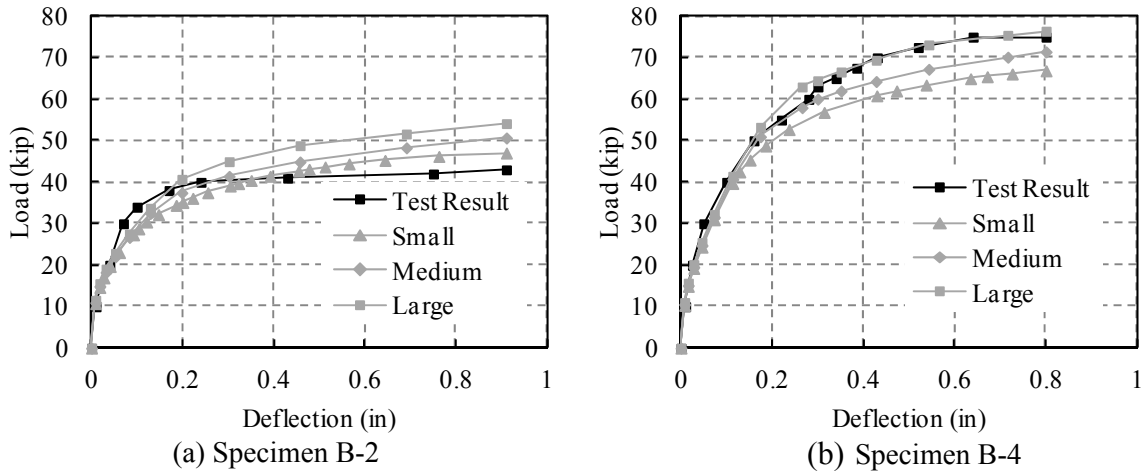 80
70
60
50
40
30
20
10
0
Load (kip)
0 0.2 0.4 0.6 0.8 1
Deflection (in)
Test Result
Small
Medium
Large
(a) Specimen B-2
80
70
60
50
40
30
20
10
0
Load (kip)
0 0.2 0.4 0.6 0.8 1
Deflection (in)
Test Result
Small
Medium
Large
(b) Specimen B-4